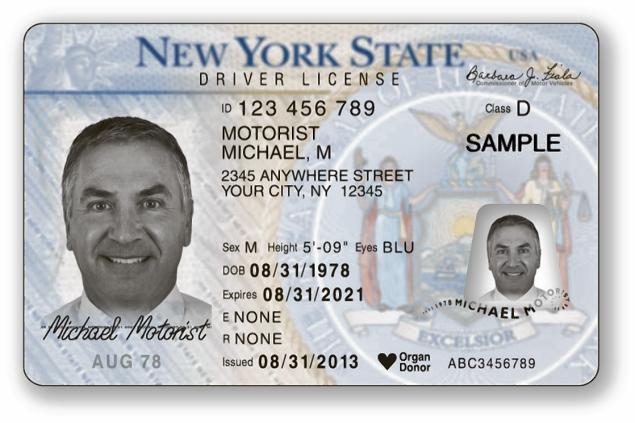 NEW YORK STATE USA
DRIVER LICENSE
Barbara J. Fiala
Commissioner of Motor Vehicles
ID 123 456 789 Class D
MOTORIST
MICHAEL, M
SAMPLE
2345 ANYWHERE STREET
YOUR CITY, NY 12345
Sex M Height 5'-09" Eyes BLU
DOB 08/31/1978
Expires 08/31/2021
E NONE
R NONE
Issued 08/31/2013
Organ
Donor
ABC3456789
Michael Motorist
AUG 78
MICHAEL M MOTORIST
EXCELSIOR